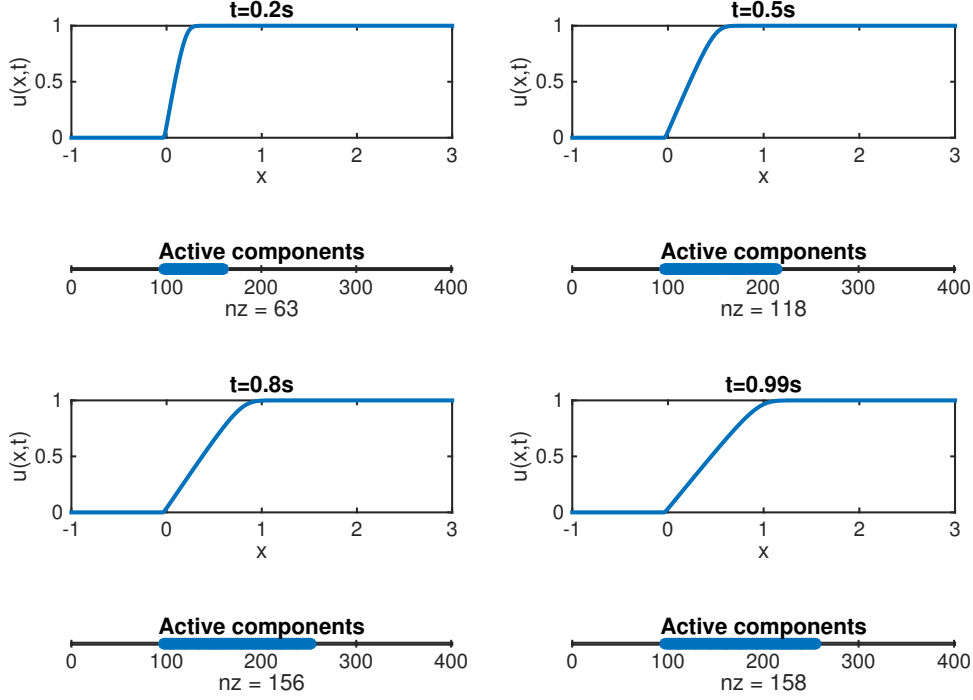 t=0.2s
u(x,t)
1
0.5
0
-1 0 1 2 3
x
Active components
0 100 200 300 400
nz = 63
t=0.5s
u(x,t)
1
0.5
0
-1 0 1 2 3
x
Active components
0 100 200 300 400
nz = 118
t=0.8s
u(x,t)
1
0.5
0
-1 0 1 2 3
x
Active components
0 100 200 300 400
nz = 156
t=0.99s
u(x,t)
1
0.5
0
-1 0 1 2 3
x
Active components
0 100 200 300 400
nz = 158